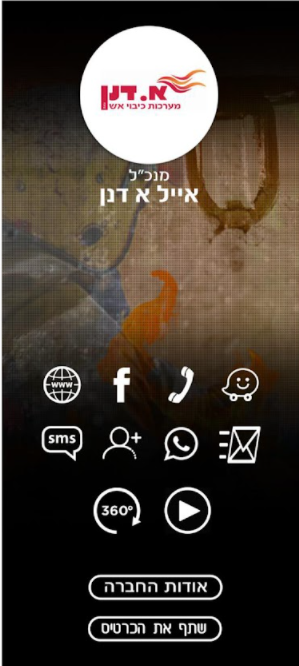 א. דנן
מערכות כיבוי אש
מנכ"ל
אייל א דנן
www
sms
360°
אודות החברה
שתף את הכרטיס